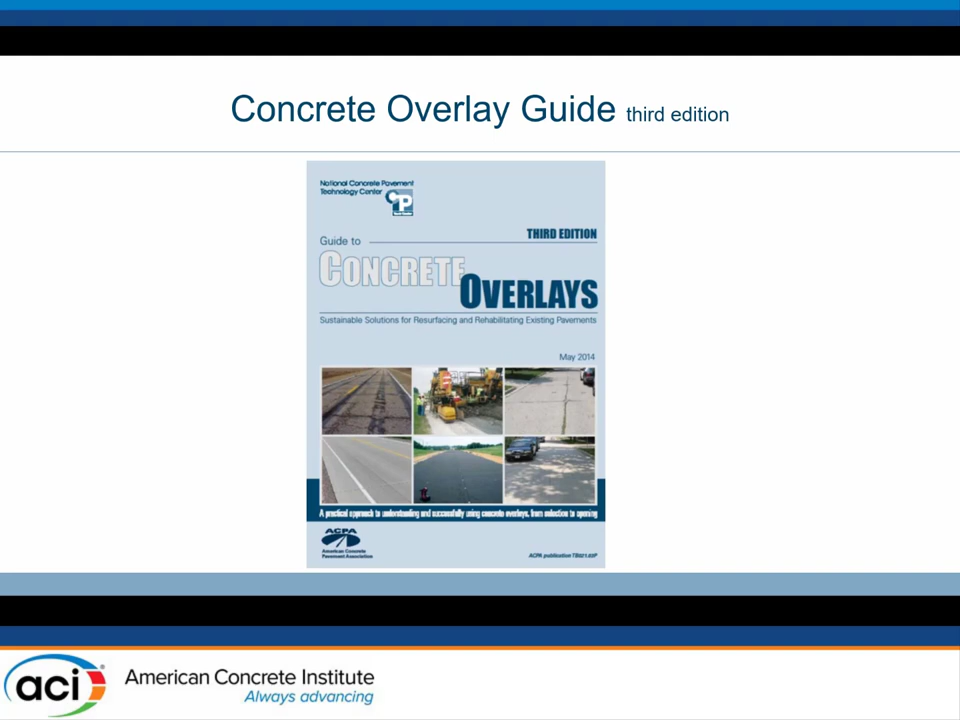 Concrete Overlay Guide third edition
National Concrete Pavement
Technology Center
CP
THIRD EDITION
Guide to
CONCRETE
OVERLAYS
Sustainable Solutions for Resurfacing and Rehabilitating Existing Pavements
May 2014
A practical approach to understanding and successfully using concrete overlays, from selection to opening
ACPA
American Concrete
Pavement Association
ACPA publication TB021.03P
aci
American Concrete Institute
Always advancing